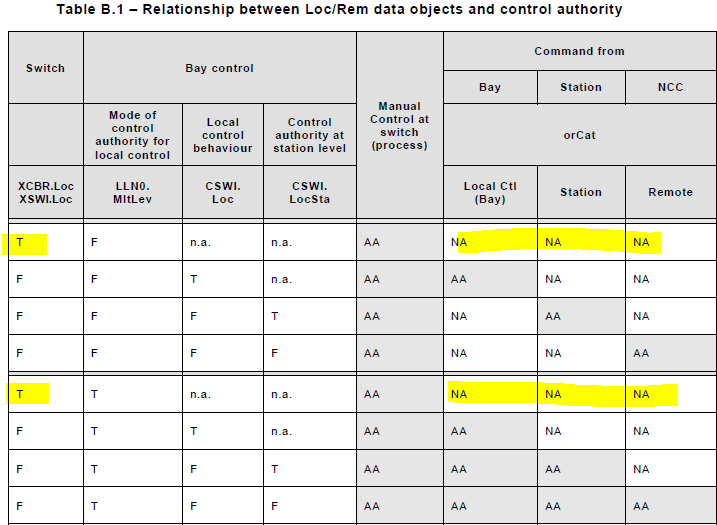 Table B.1 – Relationship between Loc/Rem data objects and control authority
Switch
Bay control
Manual
Control at
switch
(process)
Command from
Bay
Station
NCC
Mode of
control
authority for
local control
Local
control
behaviour
Control
authority at
station level
orCat
XCBR.Loc
XSWI.Loc
LLN0.
MltLev
CSWI.
Loc
CSWI.
LocSta
Local Ctl
(Bay)
Station
Remote
T F n.a. n.a. AA NA NA NA
F F T n.a. AA AA NA NA
F F F T AA NA AA NA
F F F F AA NA NA AA
T T n.a. n.a. AA NA NA NA
F T T n.a. AA AA NA NA
F T F T AA AA AA NA
F T F F AA AA AA AA